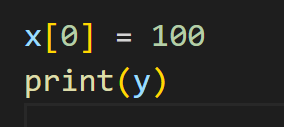 x[0] = 100
print(y)